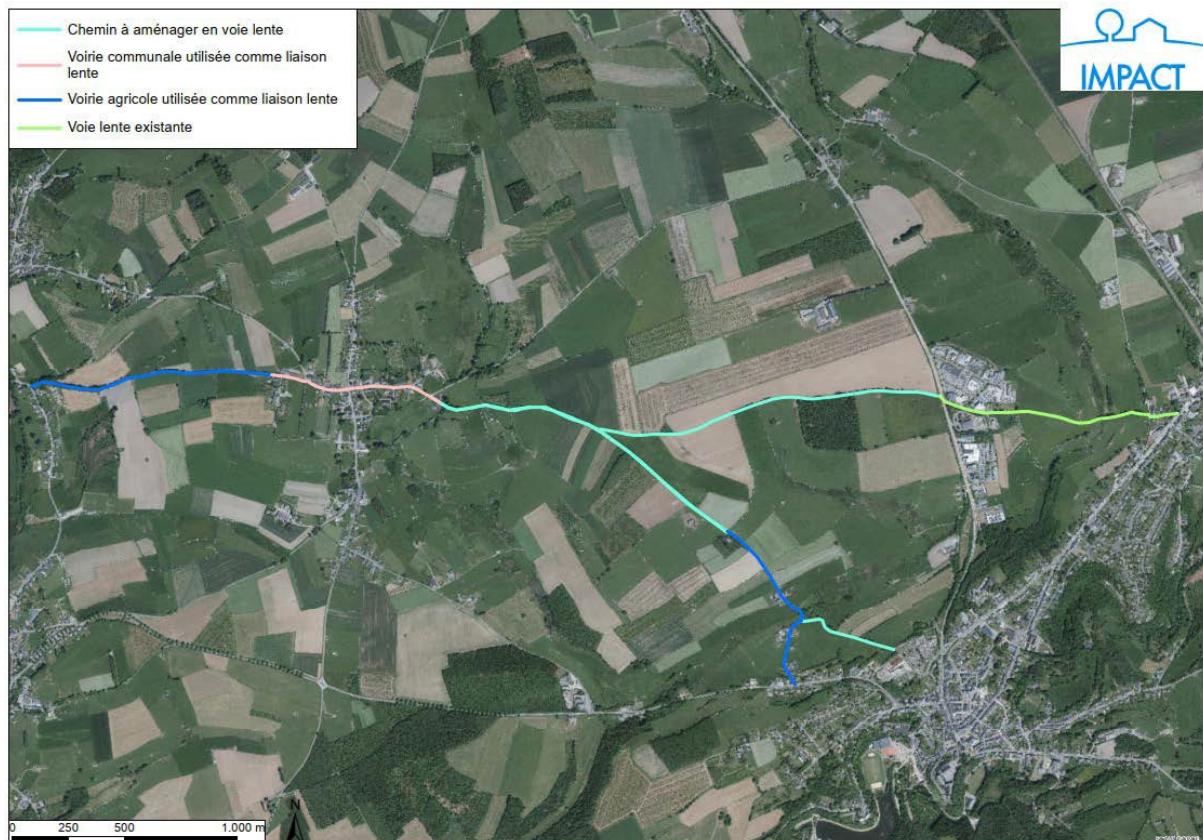 Chemin à aménager en voie lente
Voirie communale utilisée comme liaison
lente
Voirie agricole utilisée comme liaison lente
Voie lente existante
IMPACT
N
0 250 500 1.000 m